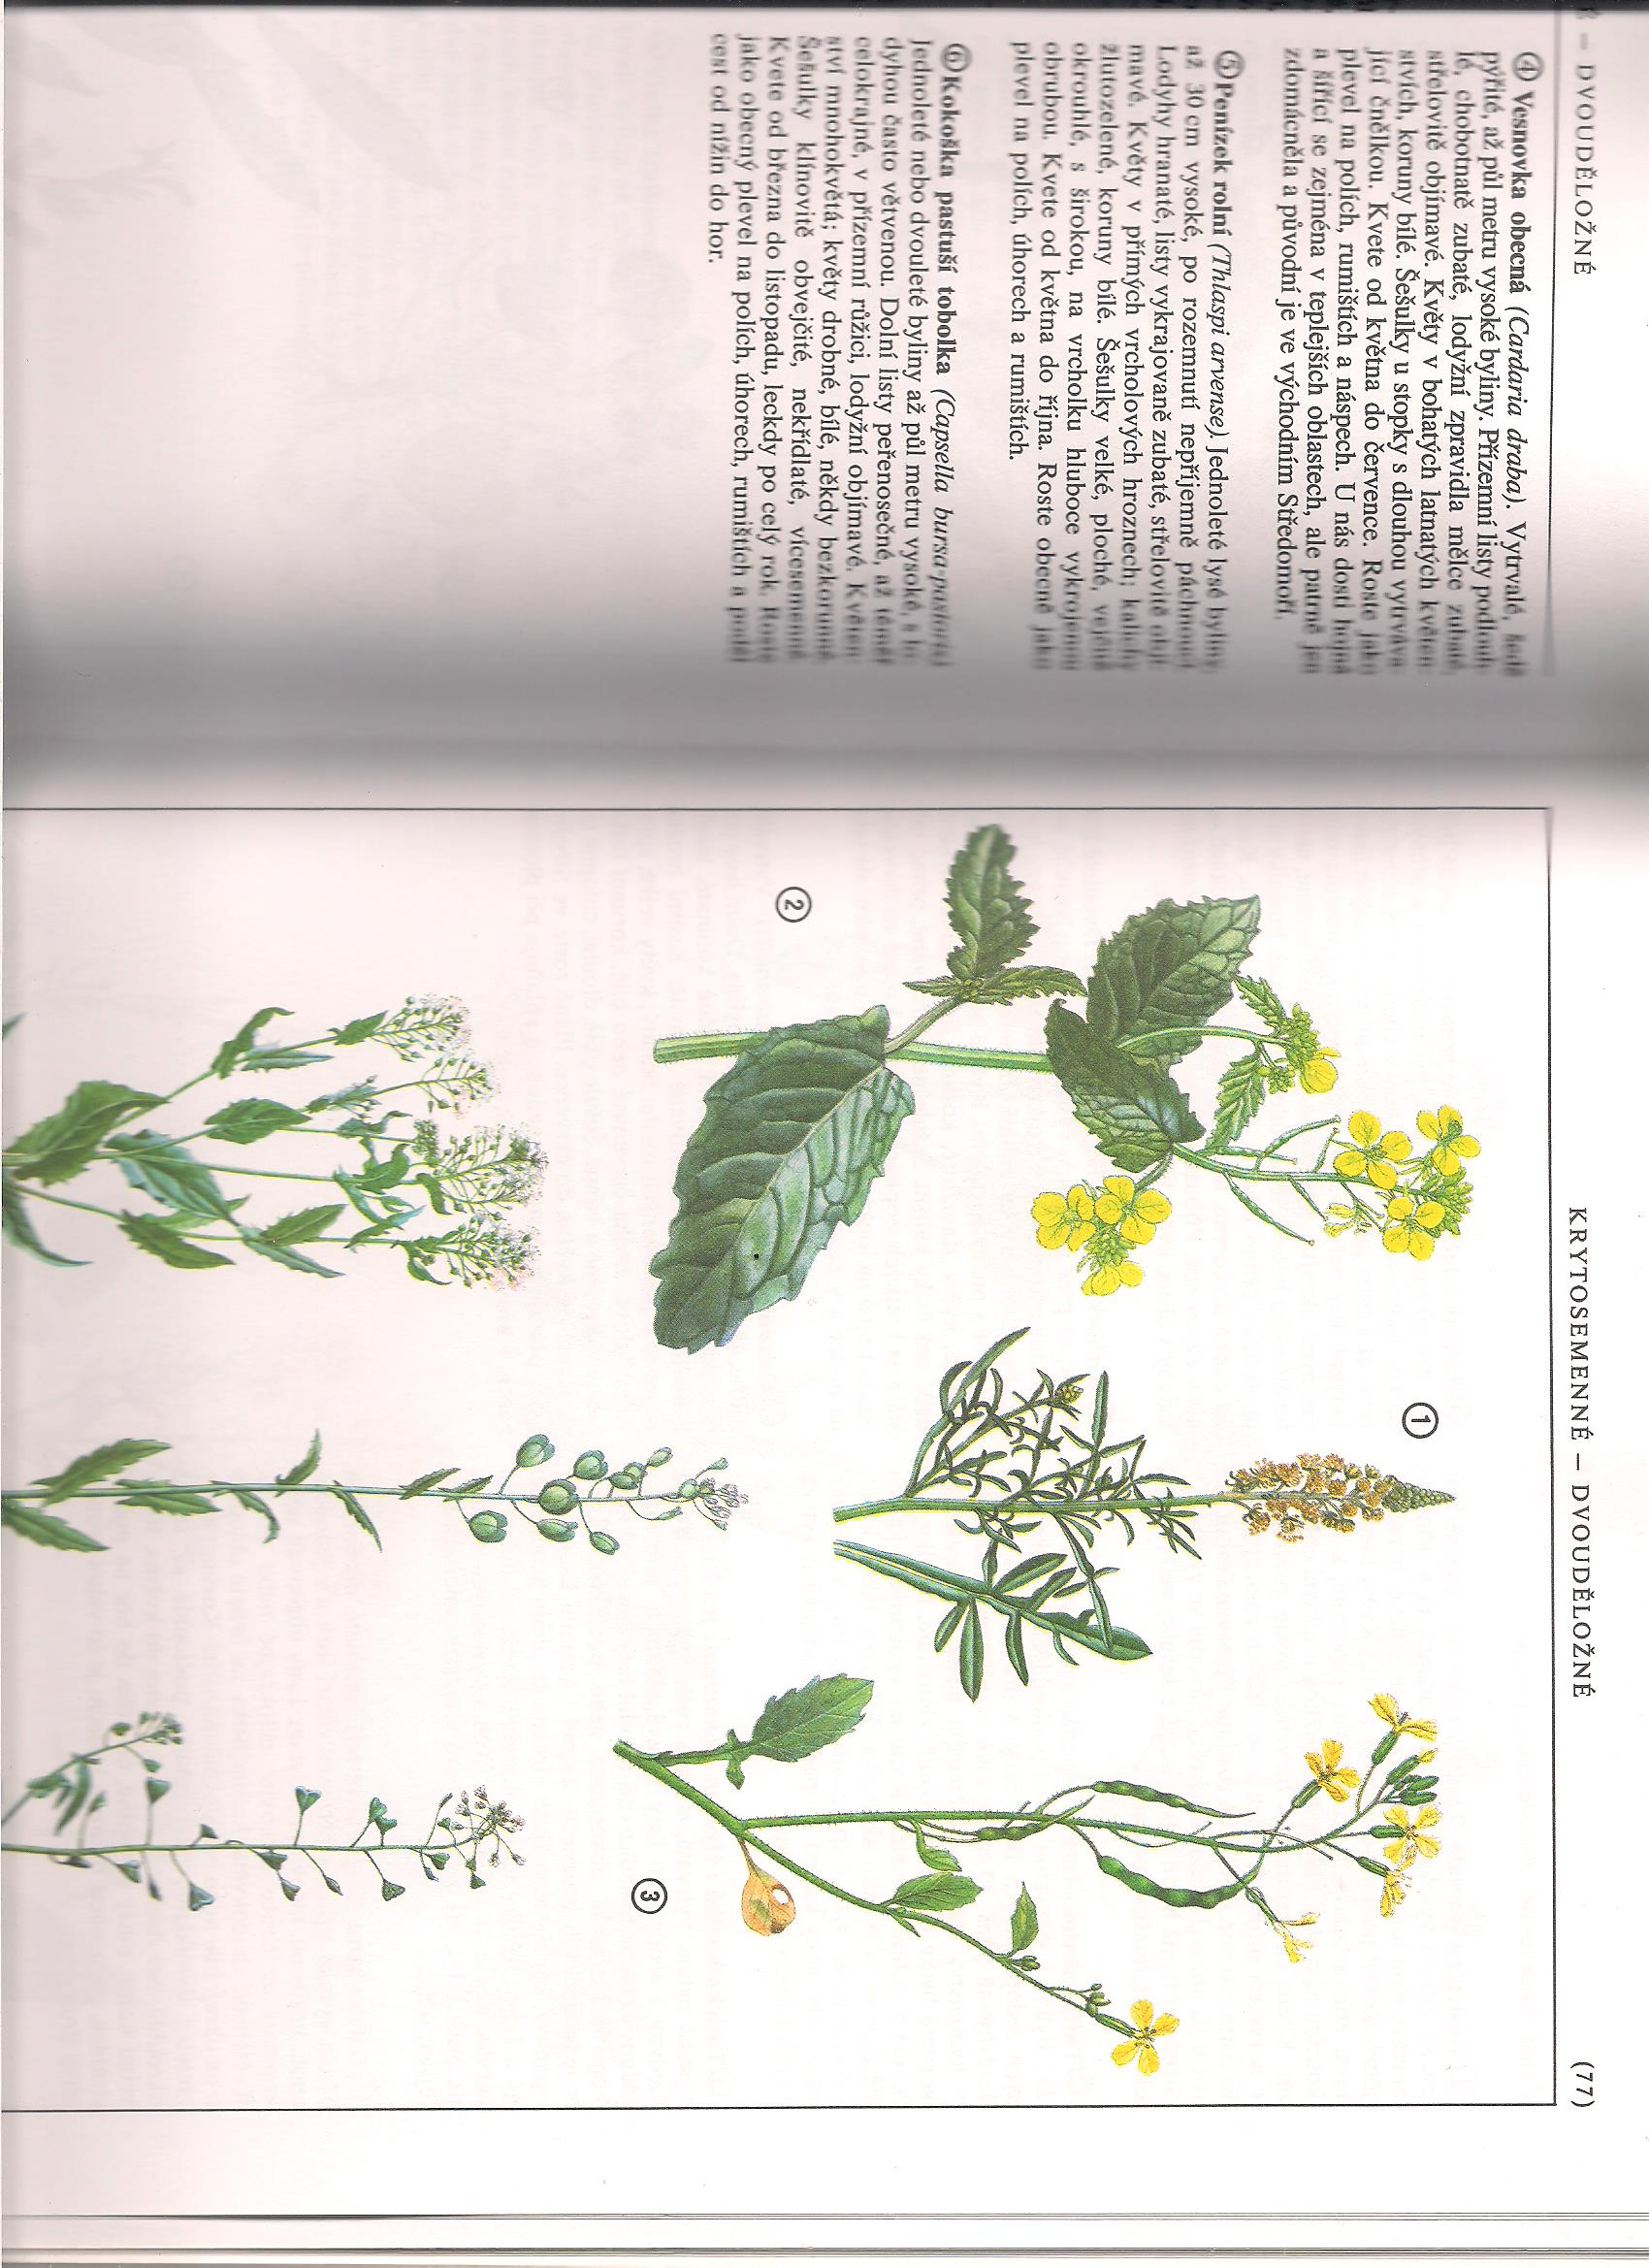 – DVOUDĚLOŽNÉ
④ Vesnovka obecná (Cardaria draba). Vytrvalé, šedě
pýřité, až půl metru vysoké byliny. Přízemní listy podlouh-
lé, chobotnatě zubaté, lodyžní zpravidla mělce zubaté,
střelovitě objímavé. Květy v bohatých latnatých květen-
stvích, koruny bílé. Šešulky u stopky s dlouhou vytrváva-
jící čnělkou. Kvete od května do července. Roste jako
plevel na polích, rumištích a náspech. U nás dosti hojná
a šířící se zejména v teplejších oblastech, ale patrně jen
zdomácněla a původní je ve východním Středomoří.
⑤ Penízek rolní (Thlaspi arvense). Jednoleté lysé byliny,
až 30 cm vysoké, po rozemnutí nepříjemně páchnoucí.
Lodyhy hranaté, listy vykrajovaně zubaté, střelovitě objí-
mavé. Květy v přímých vrcholových hroznech; kalichy
žlutozelené, koruny bílé. Šešulky velké, ploché, vejčitě
okrouhlé, s širokou, na vrcholku hluboce vykrojenou
obrubou. Kvete od května do října. Roste obecně jako
plevel na polích, úhorech a rumištích.
⑥ Kokoška pastuší tobolka (Capsella bursa-pastoris)
Jednoleté nebo dvouleté byliny až půl metru vysoké, s lo-
dyhou často větvenou. Dolní listy peřenosečné, až téměř
celokrajné, v přízemní růžici, lodyžní objímavé. Květen-
ství mnohokvětá; květy drobné, bílé, někdy bezkorunné.
Šešulky klínovitě obvejčité, nekřídlaté, vícesemenné.
Kvete od března do listopadu, leckdy po celý rok. Roste
jako obecný plevel na polích, úhorech, rumištích a podél
cest od nížin do hor.
KRYTOSEMENNÉ – DVOUDĚLOŽNÉ
(77)
①
②
③